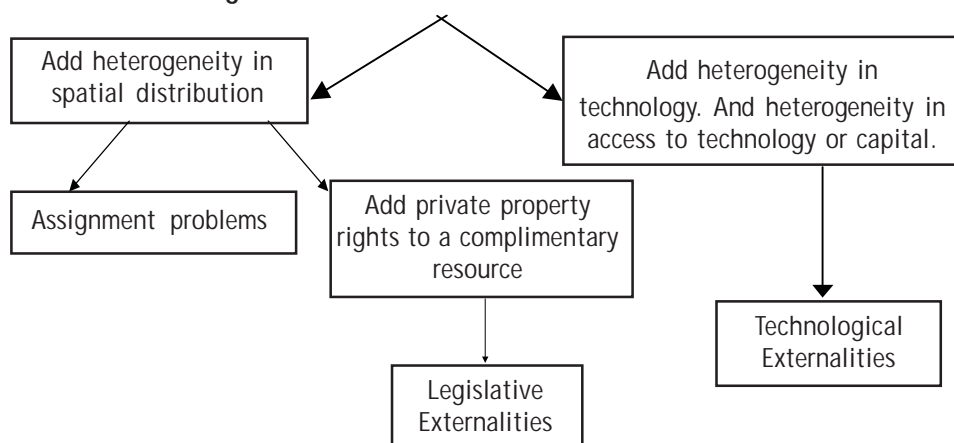 Add heterogeneity in
spatial distribution
Add heterogeneity in
technology. And heterogeneity in
access to technology or capital.
Assignment problems
Add private property
rights to a complimentary
resource
Technological
Externalities
Legislative
Externalities